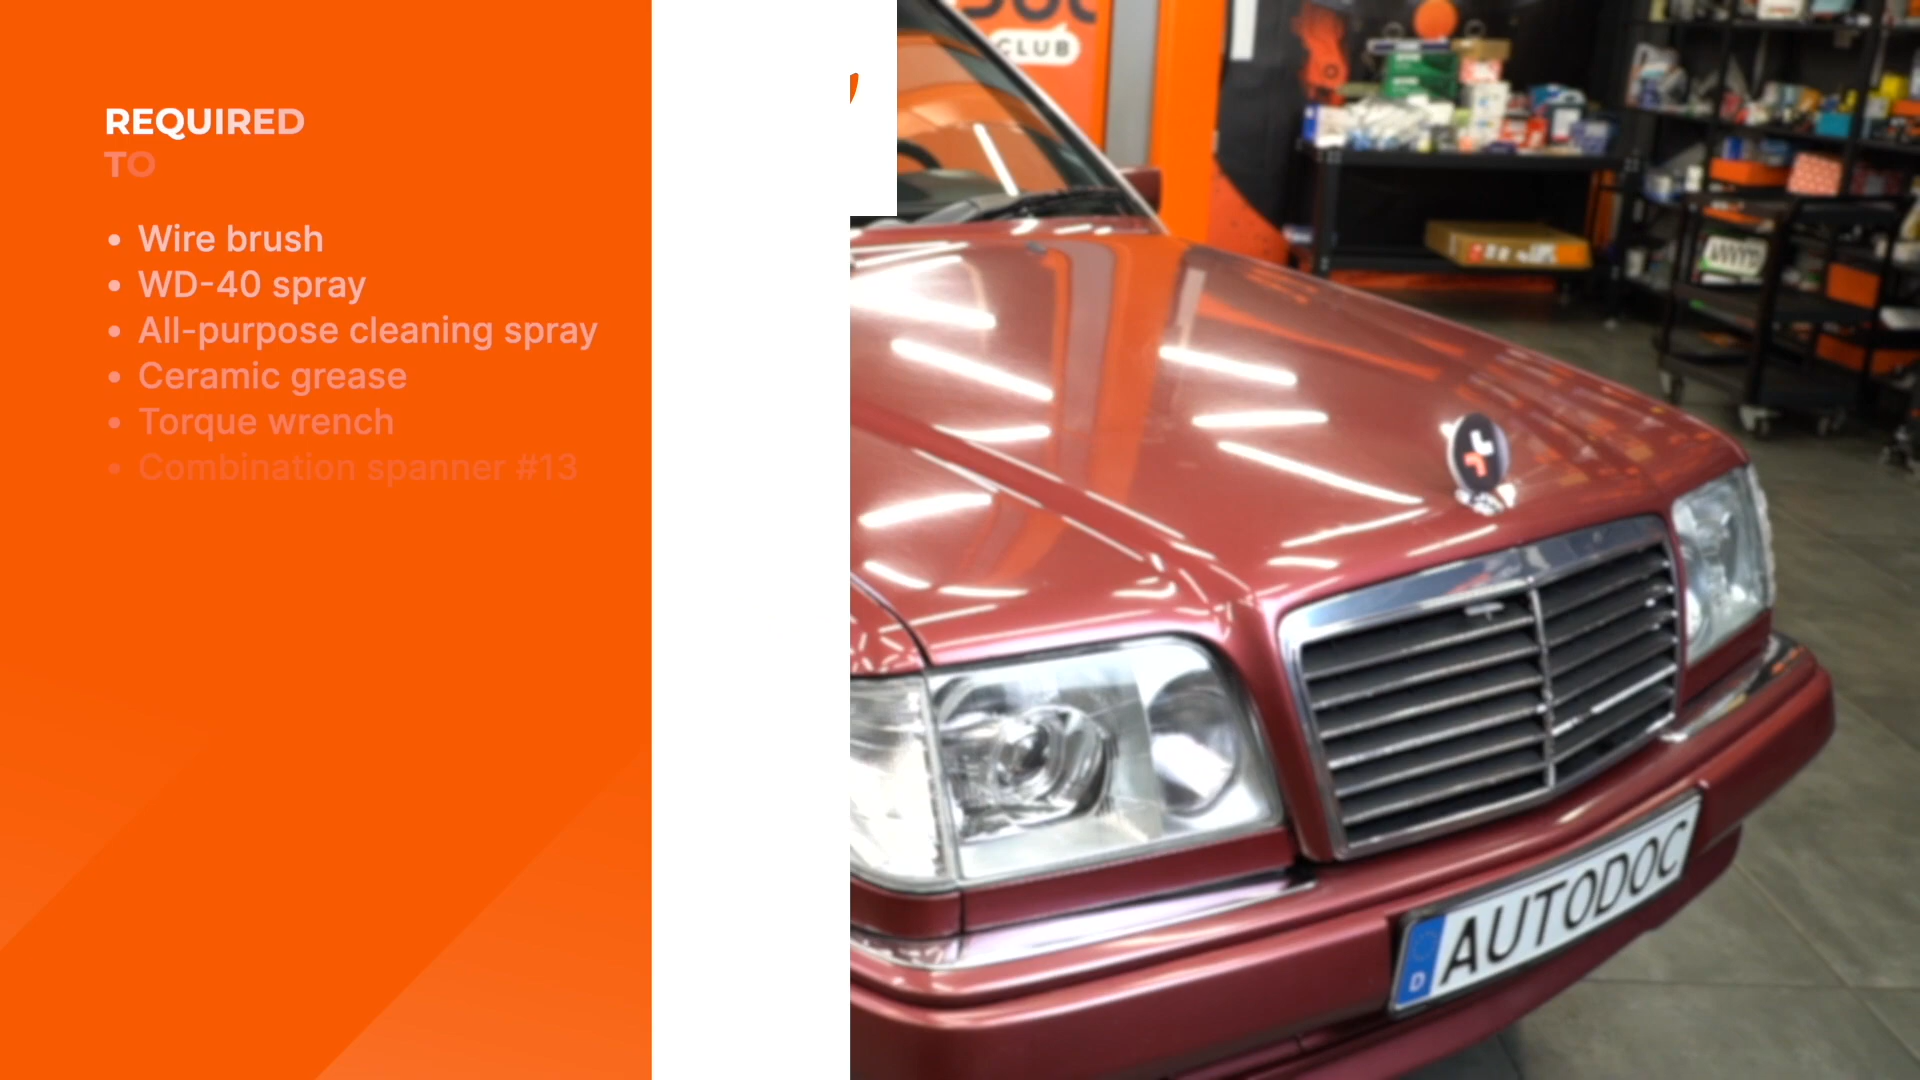 REQUIRED
TO
• Wire brush
• WD-40 spray
• All-purpose cleaning spray
• Ceramic grease
• Torque wrench
• Combination spanner #13
CLUB
D
AUTODOC